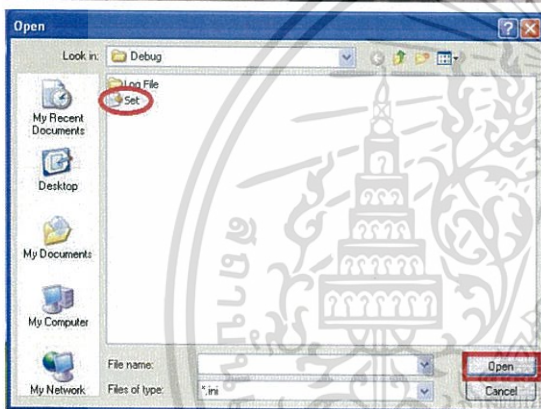 Open
Look in: Debug
Log File
Set
My Recent
Documents
Desktop
My Documents
My Computer
My Network
File name:
Open
Files of type: *.ini
Cancel